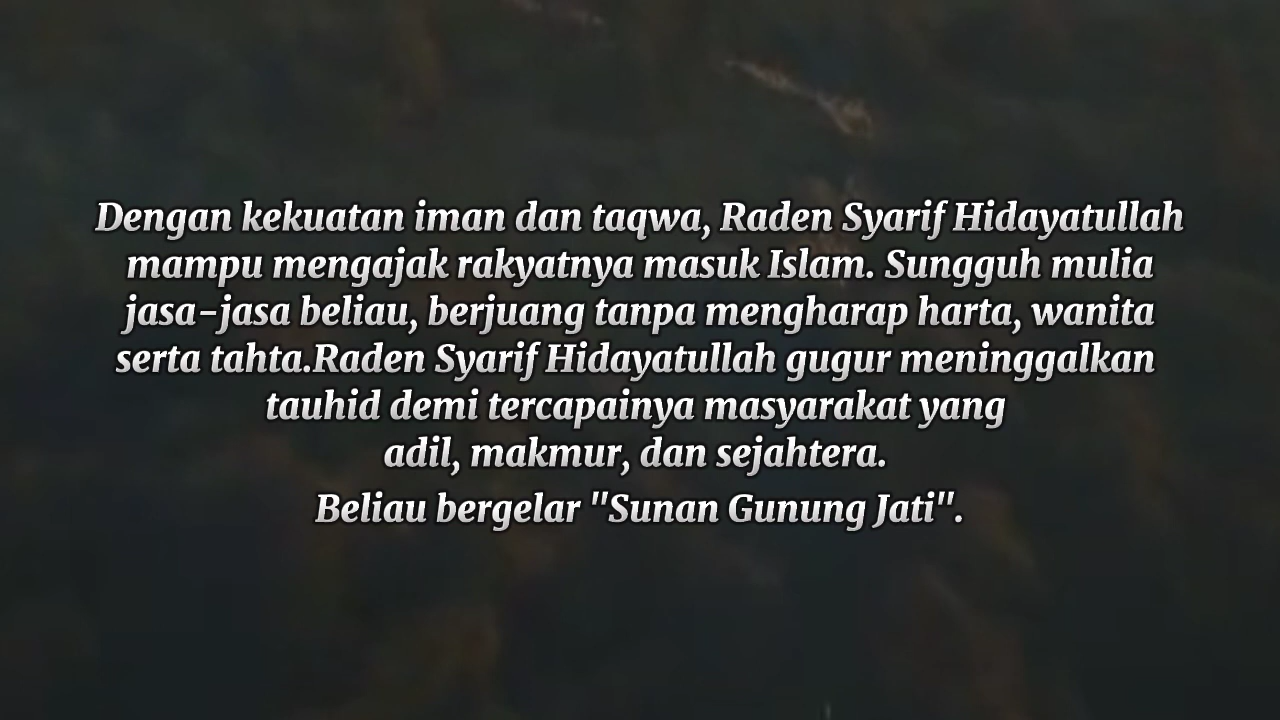 Dengan kekuatan iman dan taqwa, Raden Syarif Hidayatullah
mampu mengajak rakyatnya masuk Islam. Sungguh mulia
jasa-jasa beliau, berjuang tanpa mengharap harta, wanita
serta tahta.Raden Syarif Hidayatullah gugur meninggalkan
tauhid demi tercapainya masyarakat yang
adil, makmur, dan sejahtera.
Beliau bergelar "Sunan Gunung Jati".